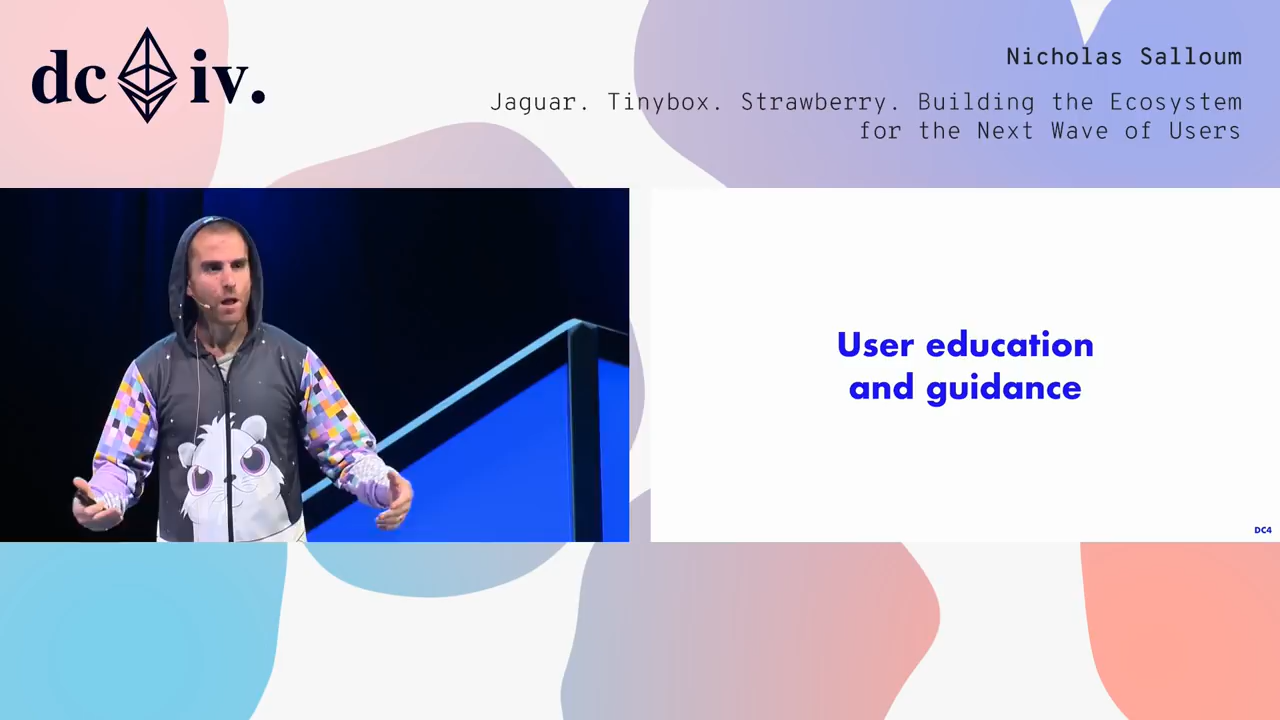 dc iv.
Nicholas Salloum
Jaguar. Tinybox. Strawberry. Building the Ecosystem
for the Next Wave of Users
User education
and guidance
DC4